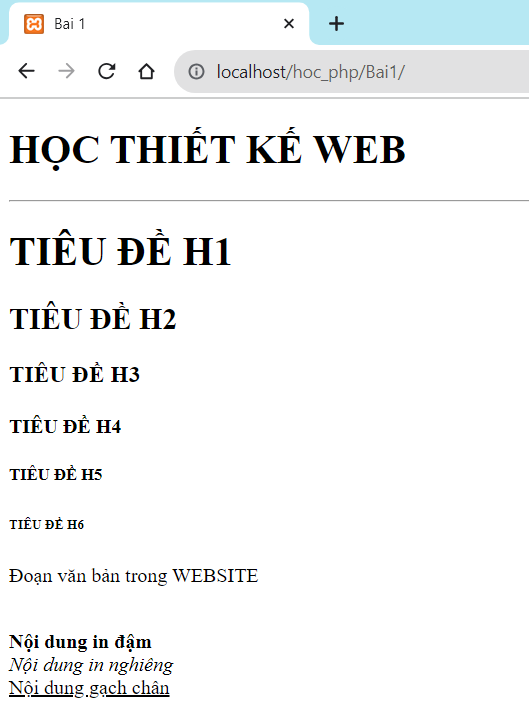 Bai 1
localhost/hoc_php/Bai1/
HỌC THIẾT KẾ WEB
TIÊU ĐỀ H1
TIÊU ĐỀ H2
TIÊU ĐỀ H3
TIÊU ĐỀ H4
TIÊU ĐỀ H5
TIÊU ĐỀ H6
Đoạn văn bản trong WEBSITE
Nội dung in đậm
Nội dung in nghiêng
Nội dung gạch chân